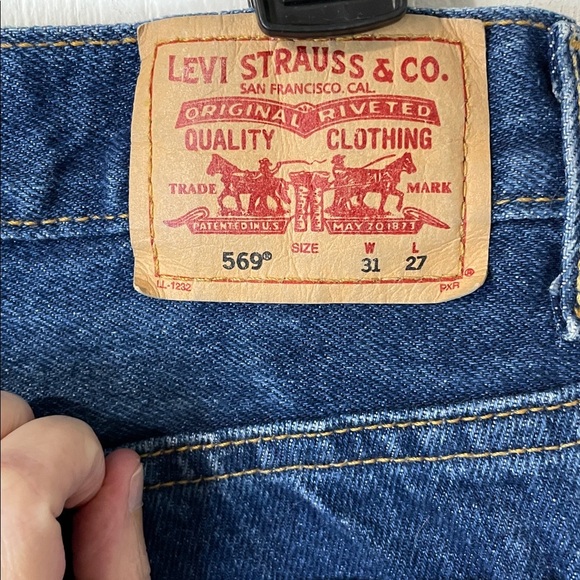 LEVI STRAUSS & CO.
SAN FRANCISCO, CAL.
ORIGINAL RIVETED
QUALITY CLOTHING
TRADE MARK
PATENTED IN U.S. MAY 20 1873
SIZE W L
569® 31 27
LL-1232 PXR ®